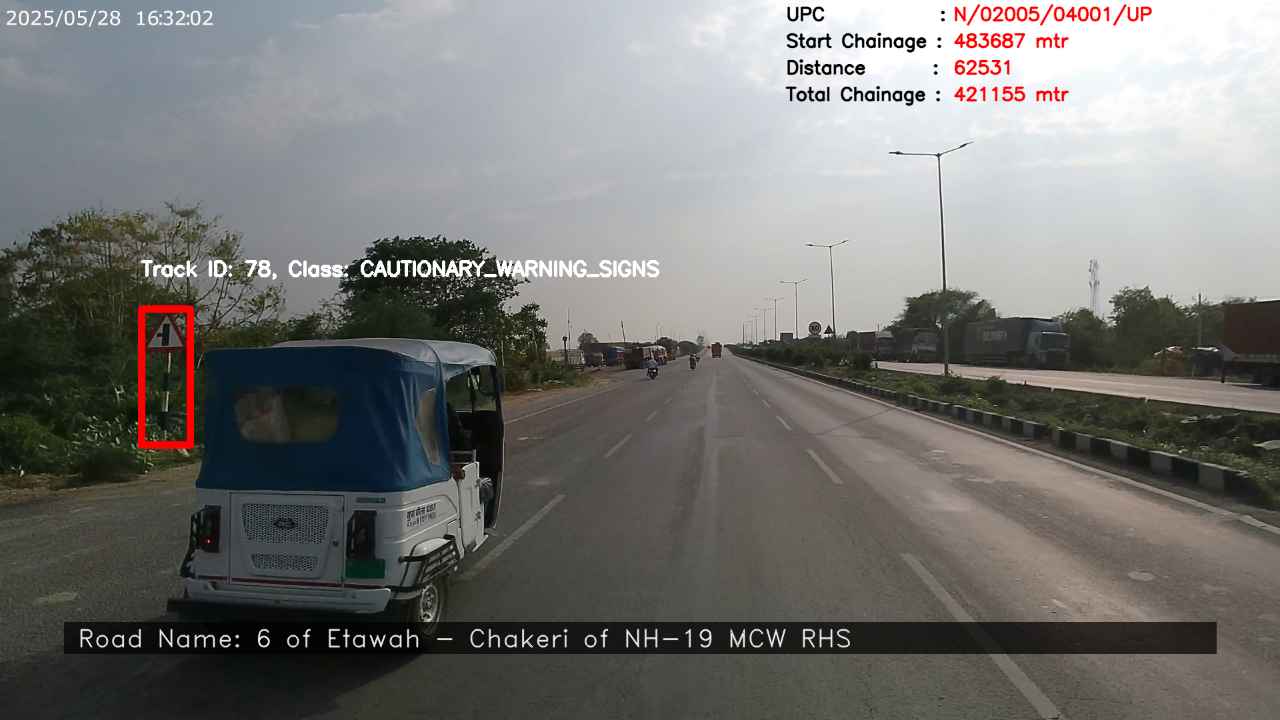 2025/05/28 16:32:02
UPC : N/02005/04001/UP
Start Chainage : 483687 mtr
Distance : 62531
Total Chainage : 421155 mtr
Track ID: 78, Class: CAUTIONARY_WARNING_SIGNS
80
Road Name: 6 of Etawah - Chakeri of NH-19 MCW RHS